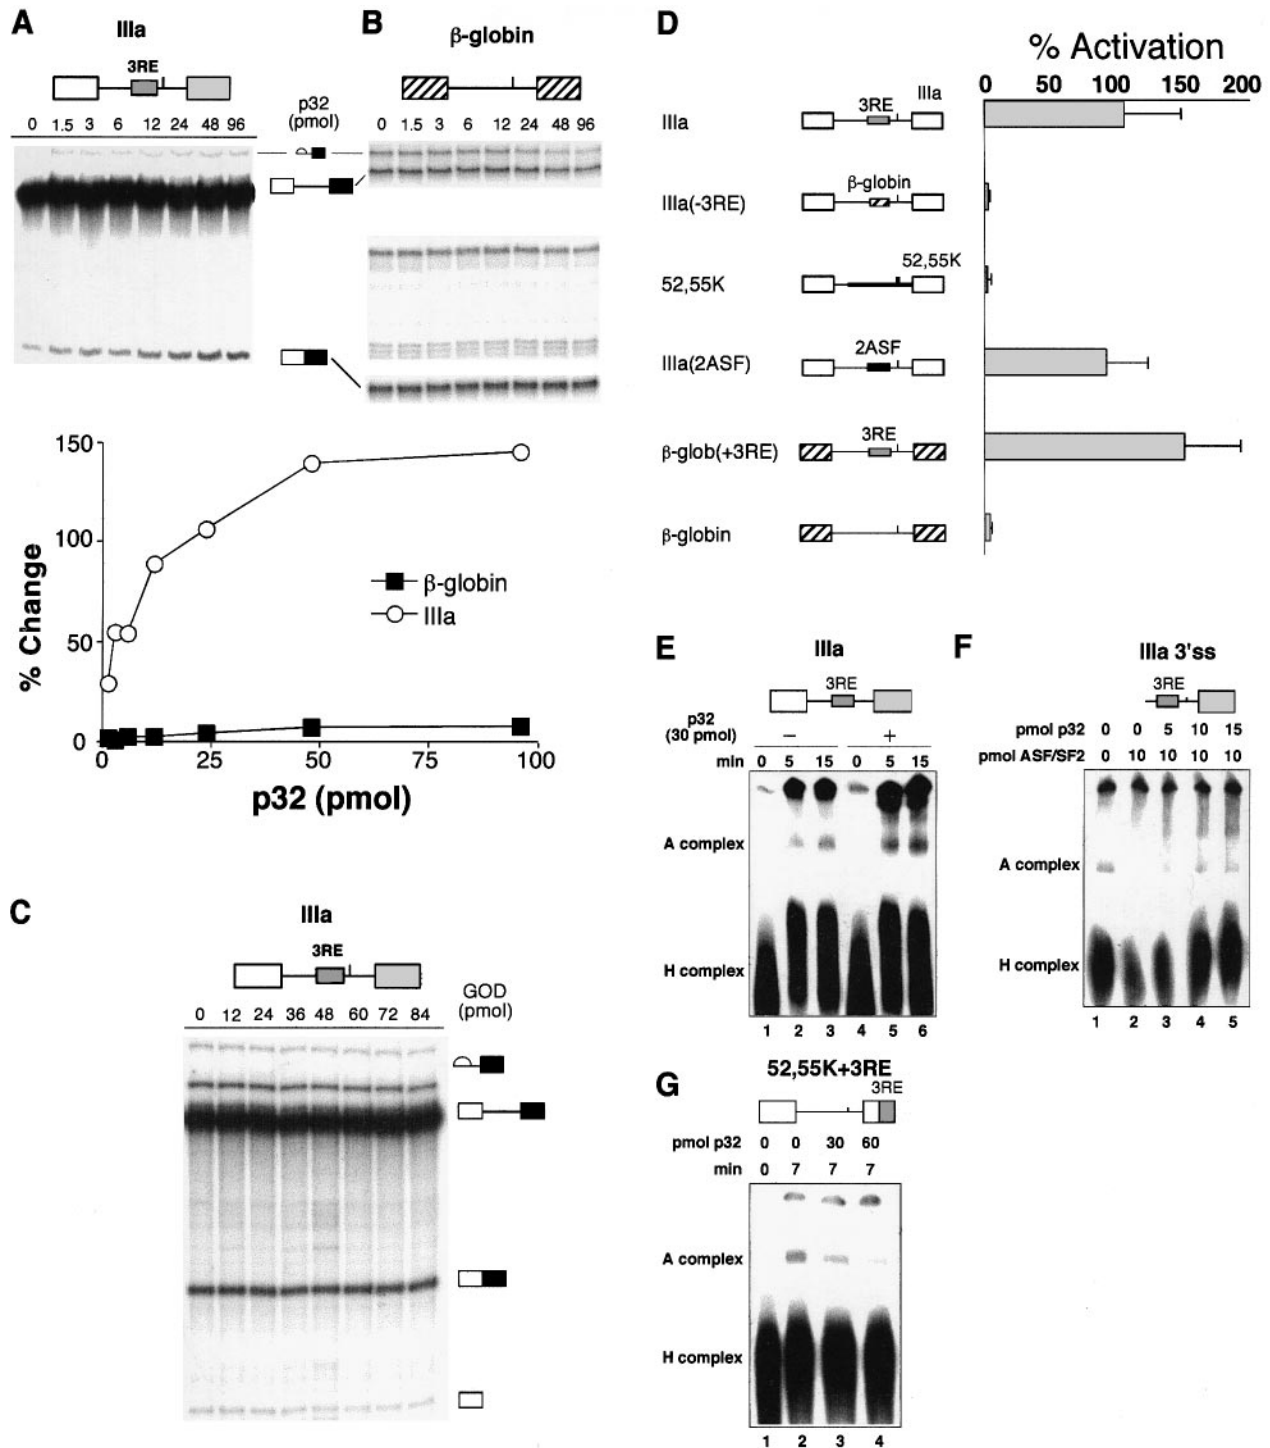 A
IIIa
3RE
0 1.5 3 6 12 24 48 96
p32
(pmol)
B
β-globin
0 1.5 3 6 12 24 48 96
% Change
150
100
50
0
0 25 50 75 100
p32 (pmol)
β-globin
IIIa
C
IIIa
3RE
0 12 24 36 48 60 72 84
GOD
(pmol)
D
% Activation
0 50 100 150 200
IIIa
3RE
IIIa
IIIa(-3RE)
β-globin
52,55K
52,55K
IIIa(2ASF)
2ASF
β-glob(+3RE)
3RE
β-globin
E
IIIa
3RE
p32
(30 pmol)
− +
min 0 5 15 0 5 15
A complex
H complex
1 2 3 4 5 6
F
IIIa 3'ss
3RE
pmol p32 0 0 5 10 15
pmol ASF/SF2 0 10 10 10 10
A complex
H complex
1 2 3 4 5
G
52,55K+3RE
3RE
pmol p32 0 0 30 60
min 0 7 7 7
A complex
H complex
1 2 3 4